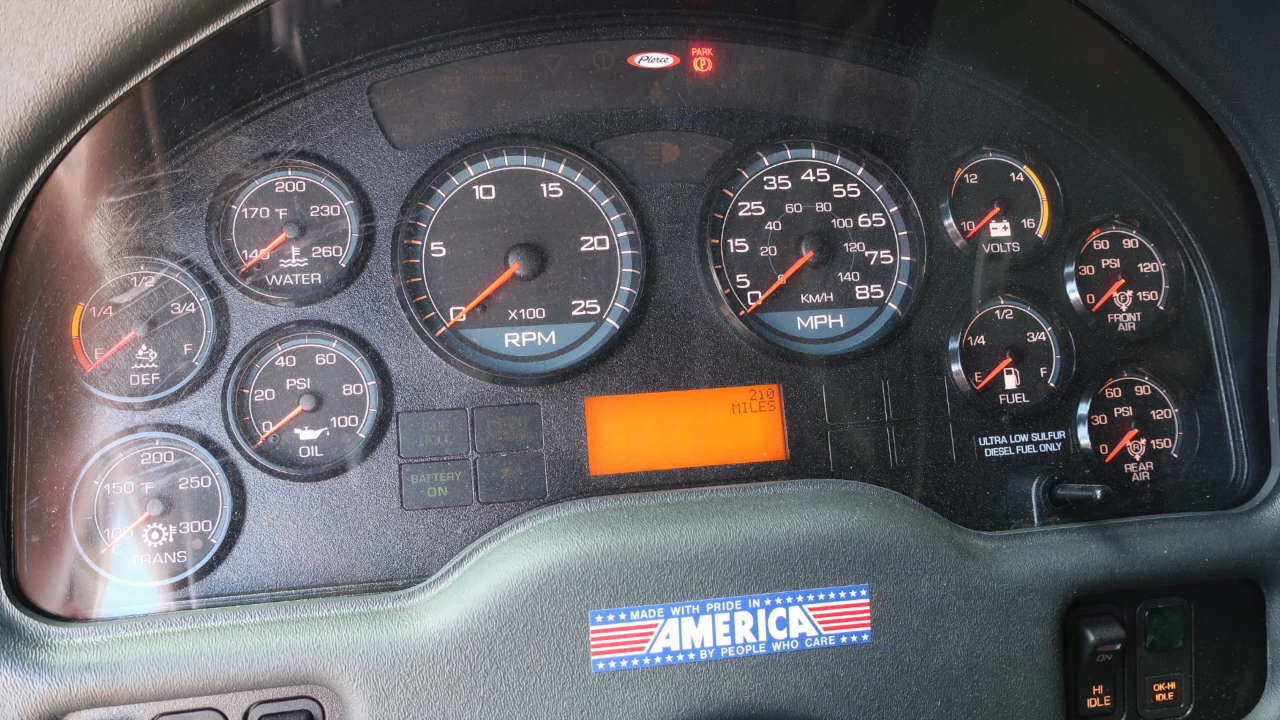 Pierce
PARK
(P)
200
170 °F 230
140 260
WATER
10 15
5 20
0 25
X100
RPM
45
35 55
25 60 80 65
40 100
15 20 120 75
5 140
0 KM/H 85
MPH
12 14
10 16
VOLTS
60 90
30 PSI 120
0 150
F
FRONT
AIR
1/2
1/4 3/4
E F
DEF
40 60
PSI
20 80
0 100
OIL
1/2
1/4 3/4
E F
FUEL
60 90
30 PSI 120
0 150
R
REAR
AIR
200
150 °F 250
100 300
TRANS
BATTERY
ON
210
MILES
ULTRA LOW SULFUR
DIESEL FUEL ONLY
MADE WITH PRIDE IN
AMERICA
BY PEOPLE WHO CARE
ON
HI
IDLE
OK-HI
IDLE